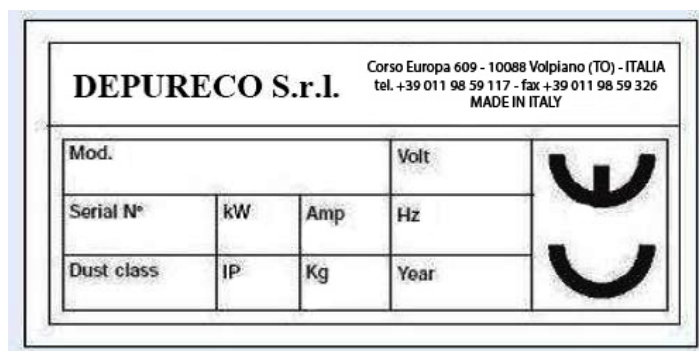 DEPURECO S.r.l.
Corso Europa 609 - 10088 Volpiano (TO) - ITALIA
tel. +39 011 98 59 117 - fax +39 011 98 59 326
MADE IN ITALY
Mod. Volt
Serial N° kW Amp Hz
Dust class IP Kg Year
CE